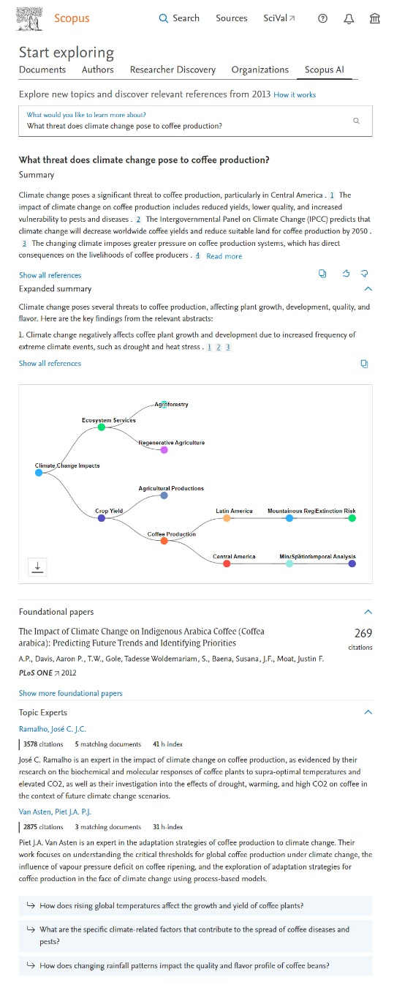 Scopus
Search Sources SciVal
Start exploring
Documents Authors Researcher Discovery Organizations Scopus AI
Explore new topics and discover relevant references from 2013 How it works
What would you like to learn more about?
What threat does climate change pose to coffee production?
What threat does climate change pose to coffee production?
Summary
Climate change poses a significant threat to coffee production, particularly in Central America . 1 The
impact of climate change on coffee production includes reduced yields, lower quality, and increased
vulnerability to pests and diseases . 2 The Intergovernmental Panel on Climate Change (IPCC) predicts that
climate change will decrease worldwide coffee yields and reduce suitable land for coffee production by 2050 .
3 The changing climate imposes greater pressure on coffee production systems, which has direct
consequences on the livelihoods of coffee producers . 4 Read more
Show all references
Expanded summary
Climate change poses several threats to coffee production, affecting plant growth, development, quality, and
flavor. Here are the key findings from the relevant abstracts:
1. Climate change negatively affects coffee plant growth and development due to increased frequency of
extreme climate events, such as drought and heat stress . 1 2 3
Show all references
Agroforestry
Ecosystem Services
Regenerative Agriculture
Climate Change Impacts
Agricultural Productions
Crop Yield
Latin America
Mountainous Regi
Extinction Risk
Coffee Production
Central America
Spatiotemporal Analysis
Foundational papers
The Impact of Climate Change on Indigenous Arabica Coffee (Coffea
arabica): Predicting Future Trends and Identifying Priorities
269
citations
A.P., Davis, Aaron P., T.W., Gole, Tadesse Woldemariam, S., Baena, Susana, J.F., Moat, Justin F.
PLoS ONE 2012
Show more foundational papers
Topic Experts
Ramalho, José C. J.C.
3578 citations 5 matching documents 41 h-index
José C. Ramalho is an expert in the impact of climate change on coffee production, as evidenced by their
research on the biochemical and molecular responses of coffee plants to supra-optimal temperatures and
elevated CO2, as well as their investigation into the effects of drought, warming, and high CO2 on coffee in
the context of future climate change scenarios.
Van Asten, Piet J.A. P.J.
2875 citations 3 matching documents 31 h-index
Piet J.A. Van Asten is an expert in the adaptation strategies of coffee production to climate change. Their
work focuses on understanding the critical thresholds for global coffee production under climate change, the
influence of vapour pressure deficit on coffee ripening, and the exploration of adaptation strategies for
coffee production in the face of climate change using process-based models.
How does rising global temperatures affect the growth and yield of coffee plants?
What are the specific climate-related factors that contribute to the spread of coffee diseases and
pests?
How does changing rainfall patterns impact the quality and flavor profile of coffee beans?